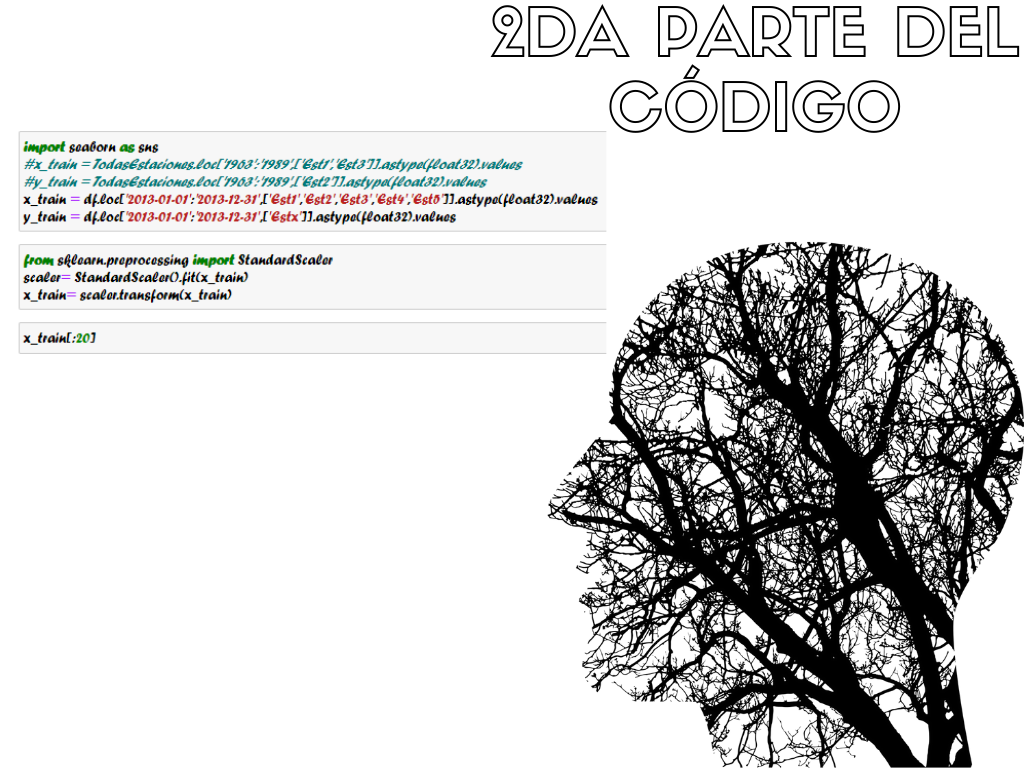 2DA PARTE DEL
CÓDIGO
import seaborn as sns
#x_train = TodasEstaciones.loc['1963':'1989',['Est1','Est3']].astype(float32).values
#y_train = TodasEstaciones.loc['1963':'1989',['Est2']].astype(float32).values
x_train = df.loc['2013-01-01':'2013-12-31',['Est1','Est2','Est3','Est4','Est5']].astype(float32).values
y_train = df.loc['2013-01-01':'2013-12-31',['Estx']].astype(float32).values
from sklearn.preprocessing import StandardScaler
scaler= StandardScaler().fit(x_train)
x_train= scaler.transform(x_train)
x_train[:20]